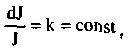 dJ/J = k = const,